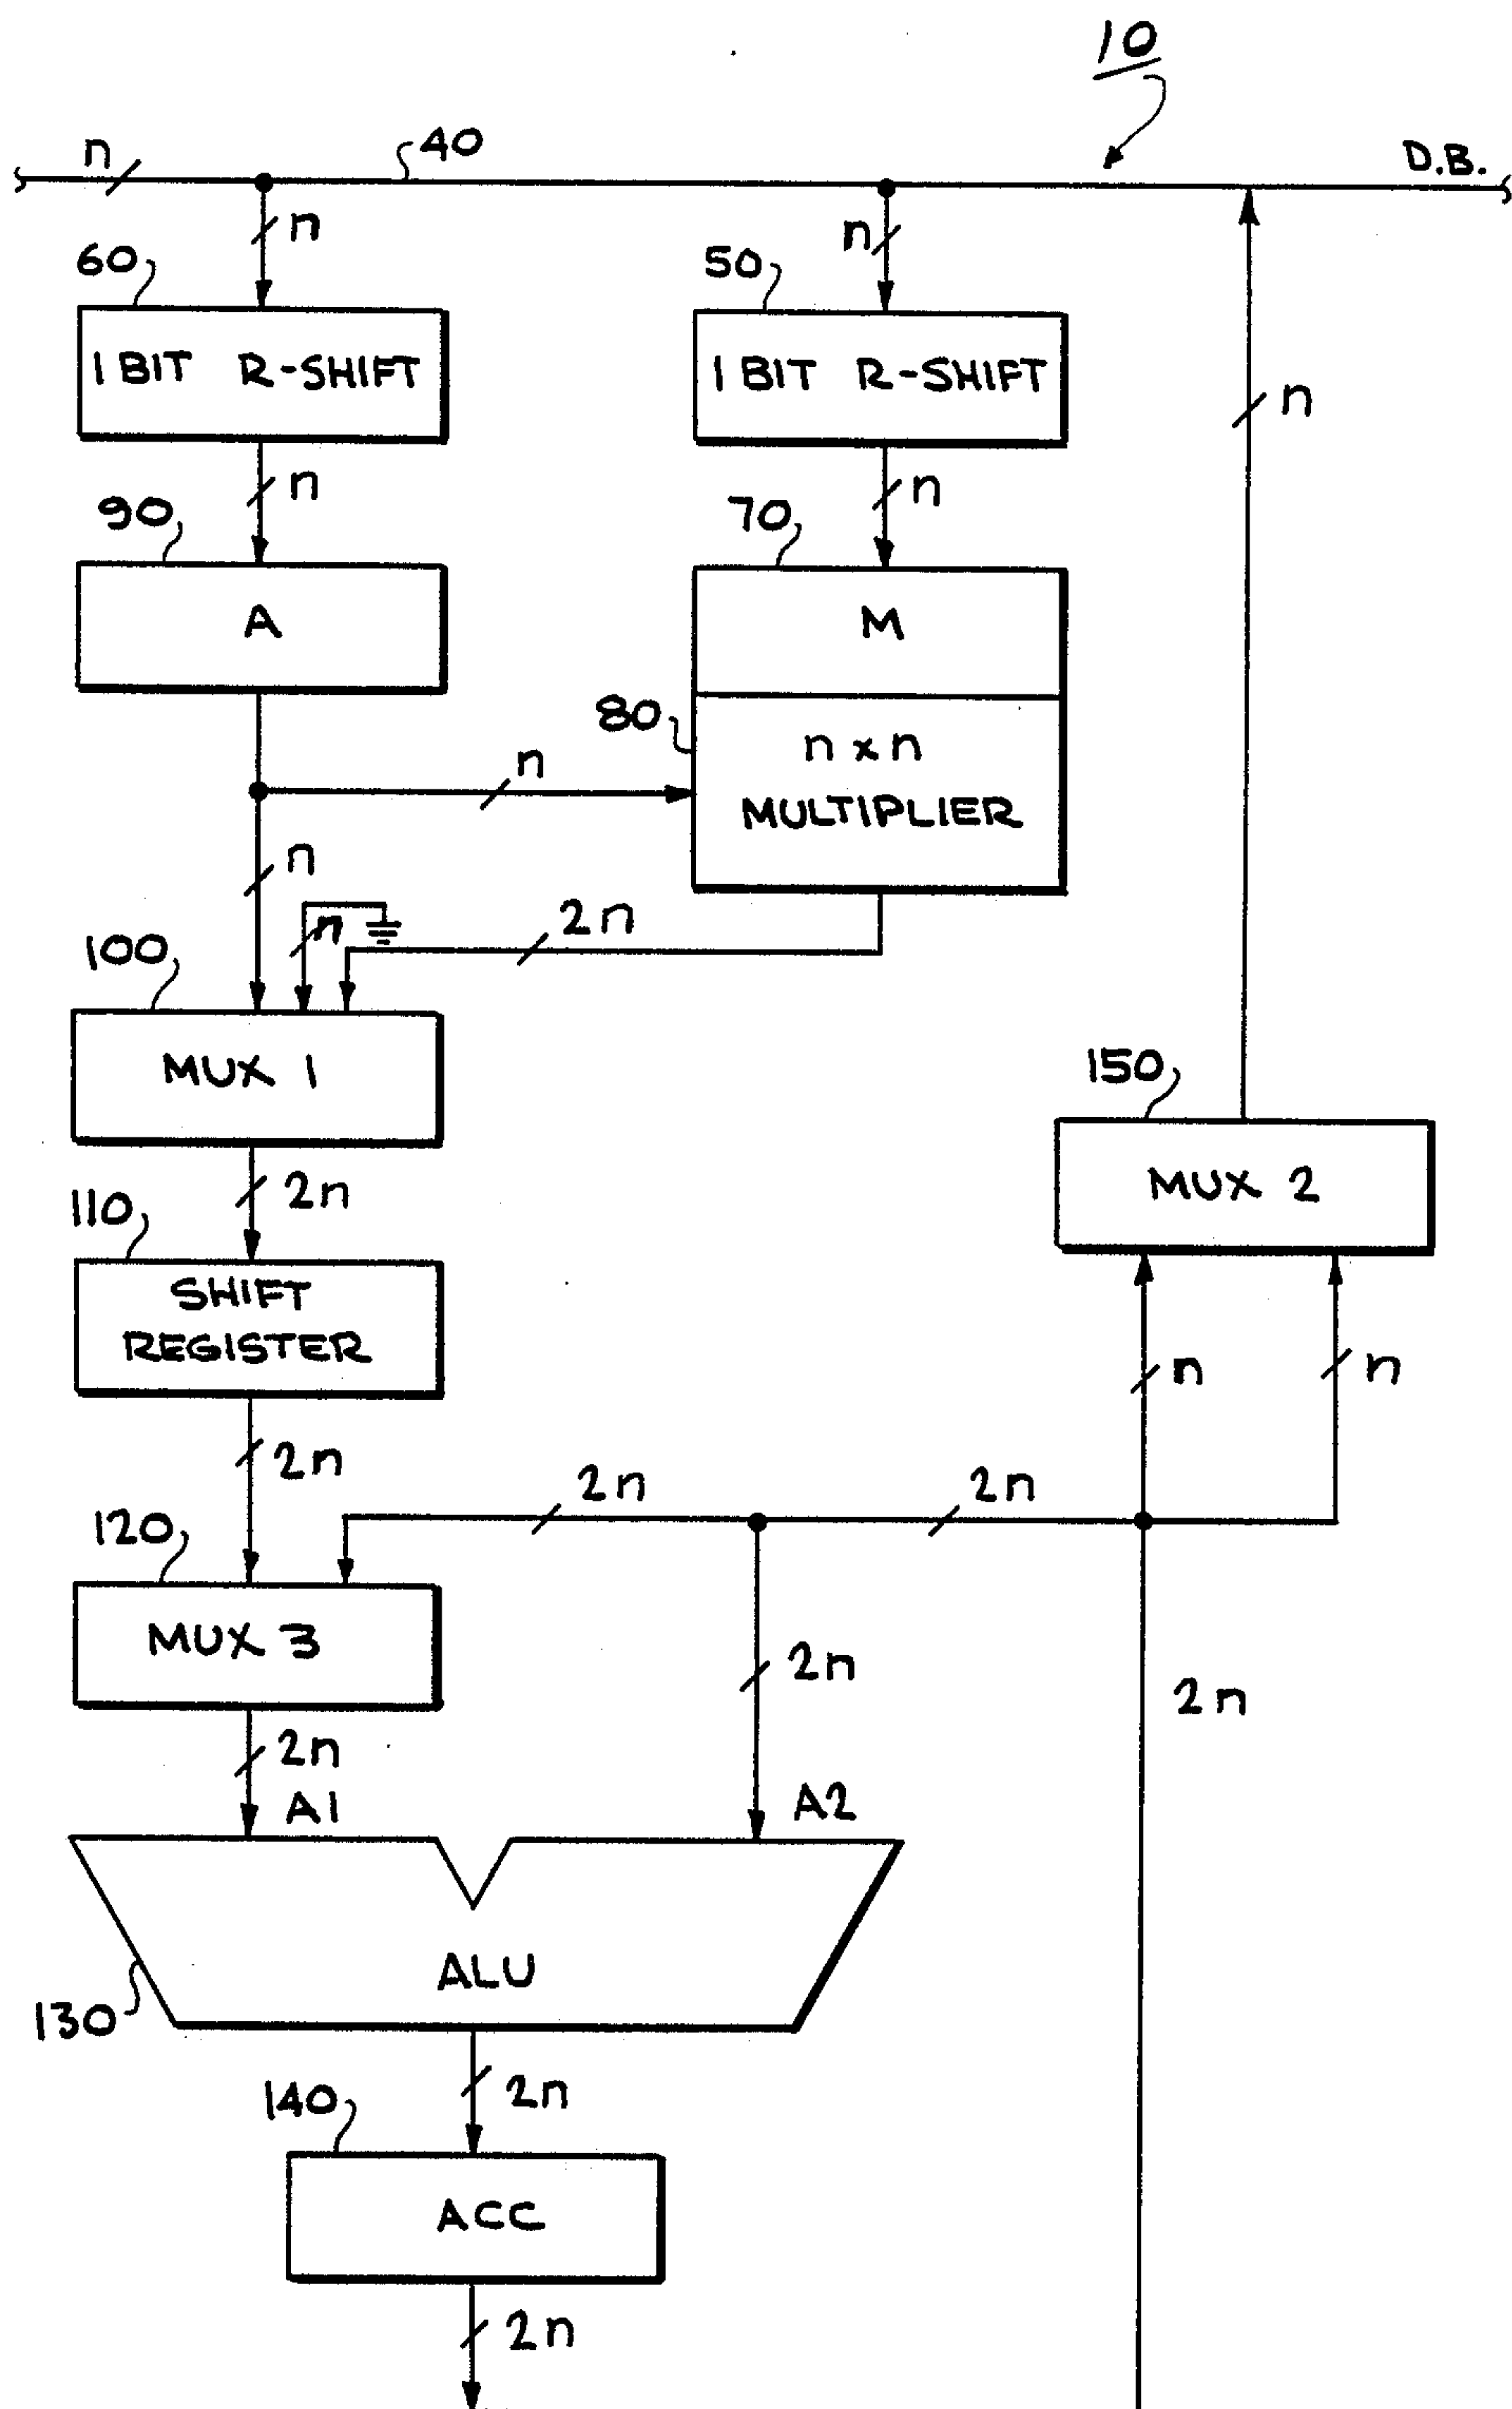 10
n
40
D.B.
n
n
60
50
1 BIT R-SHIFT
1 BIT R-SHIFT
n
n
n
90
70
A
M
80
n x n
MULTIPLIER
n
n
n
2n
100
MUX 1
150
MUX 2
2n
110
SHIFT
REGISTER
n
n
2n
2n
2n
120
MUX 3
2n
2n
2n
A1
A2
ALU
130
2n
140
ACC
2n